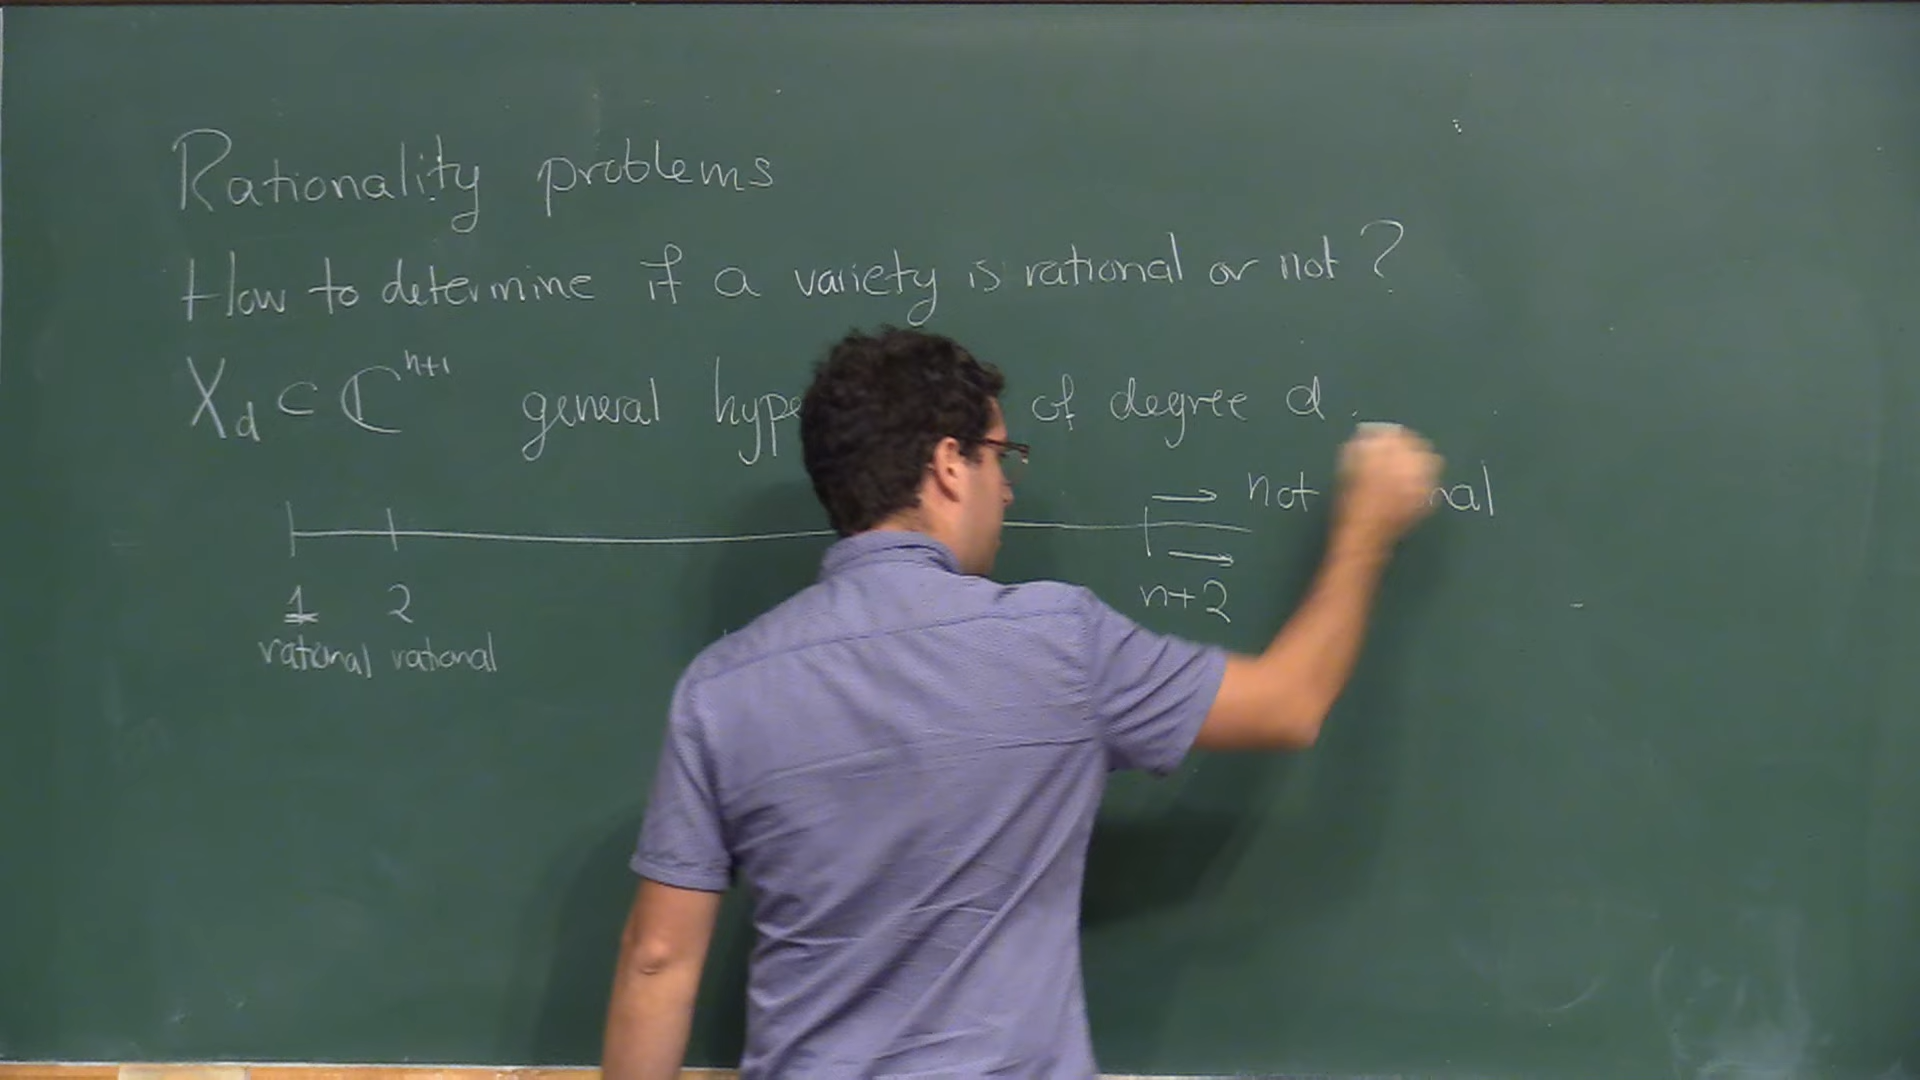 Rationality problems
How to determine if a variety is rational or not?
X_d ⊂ ℂ^{n+1} general hype of degree d.
→ not nal
1 2 → n+2
rational rational